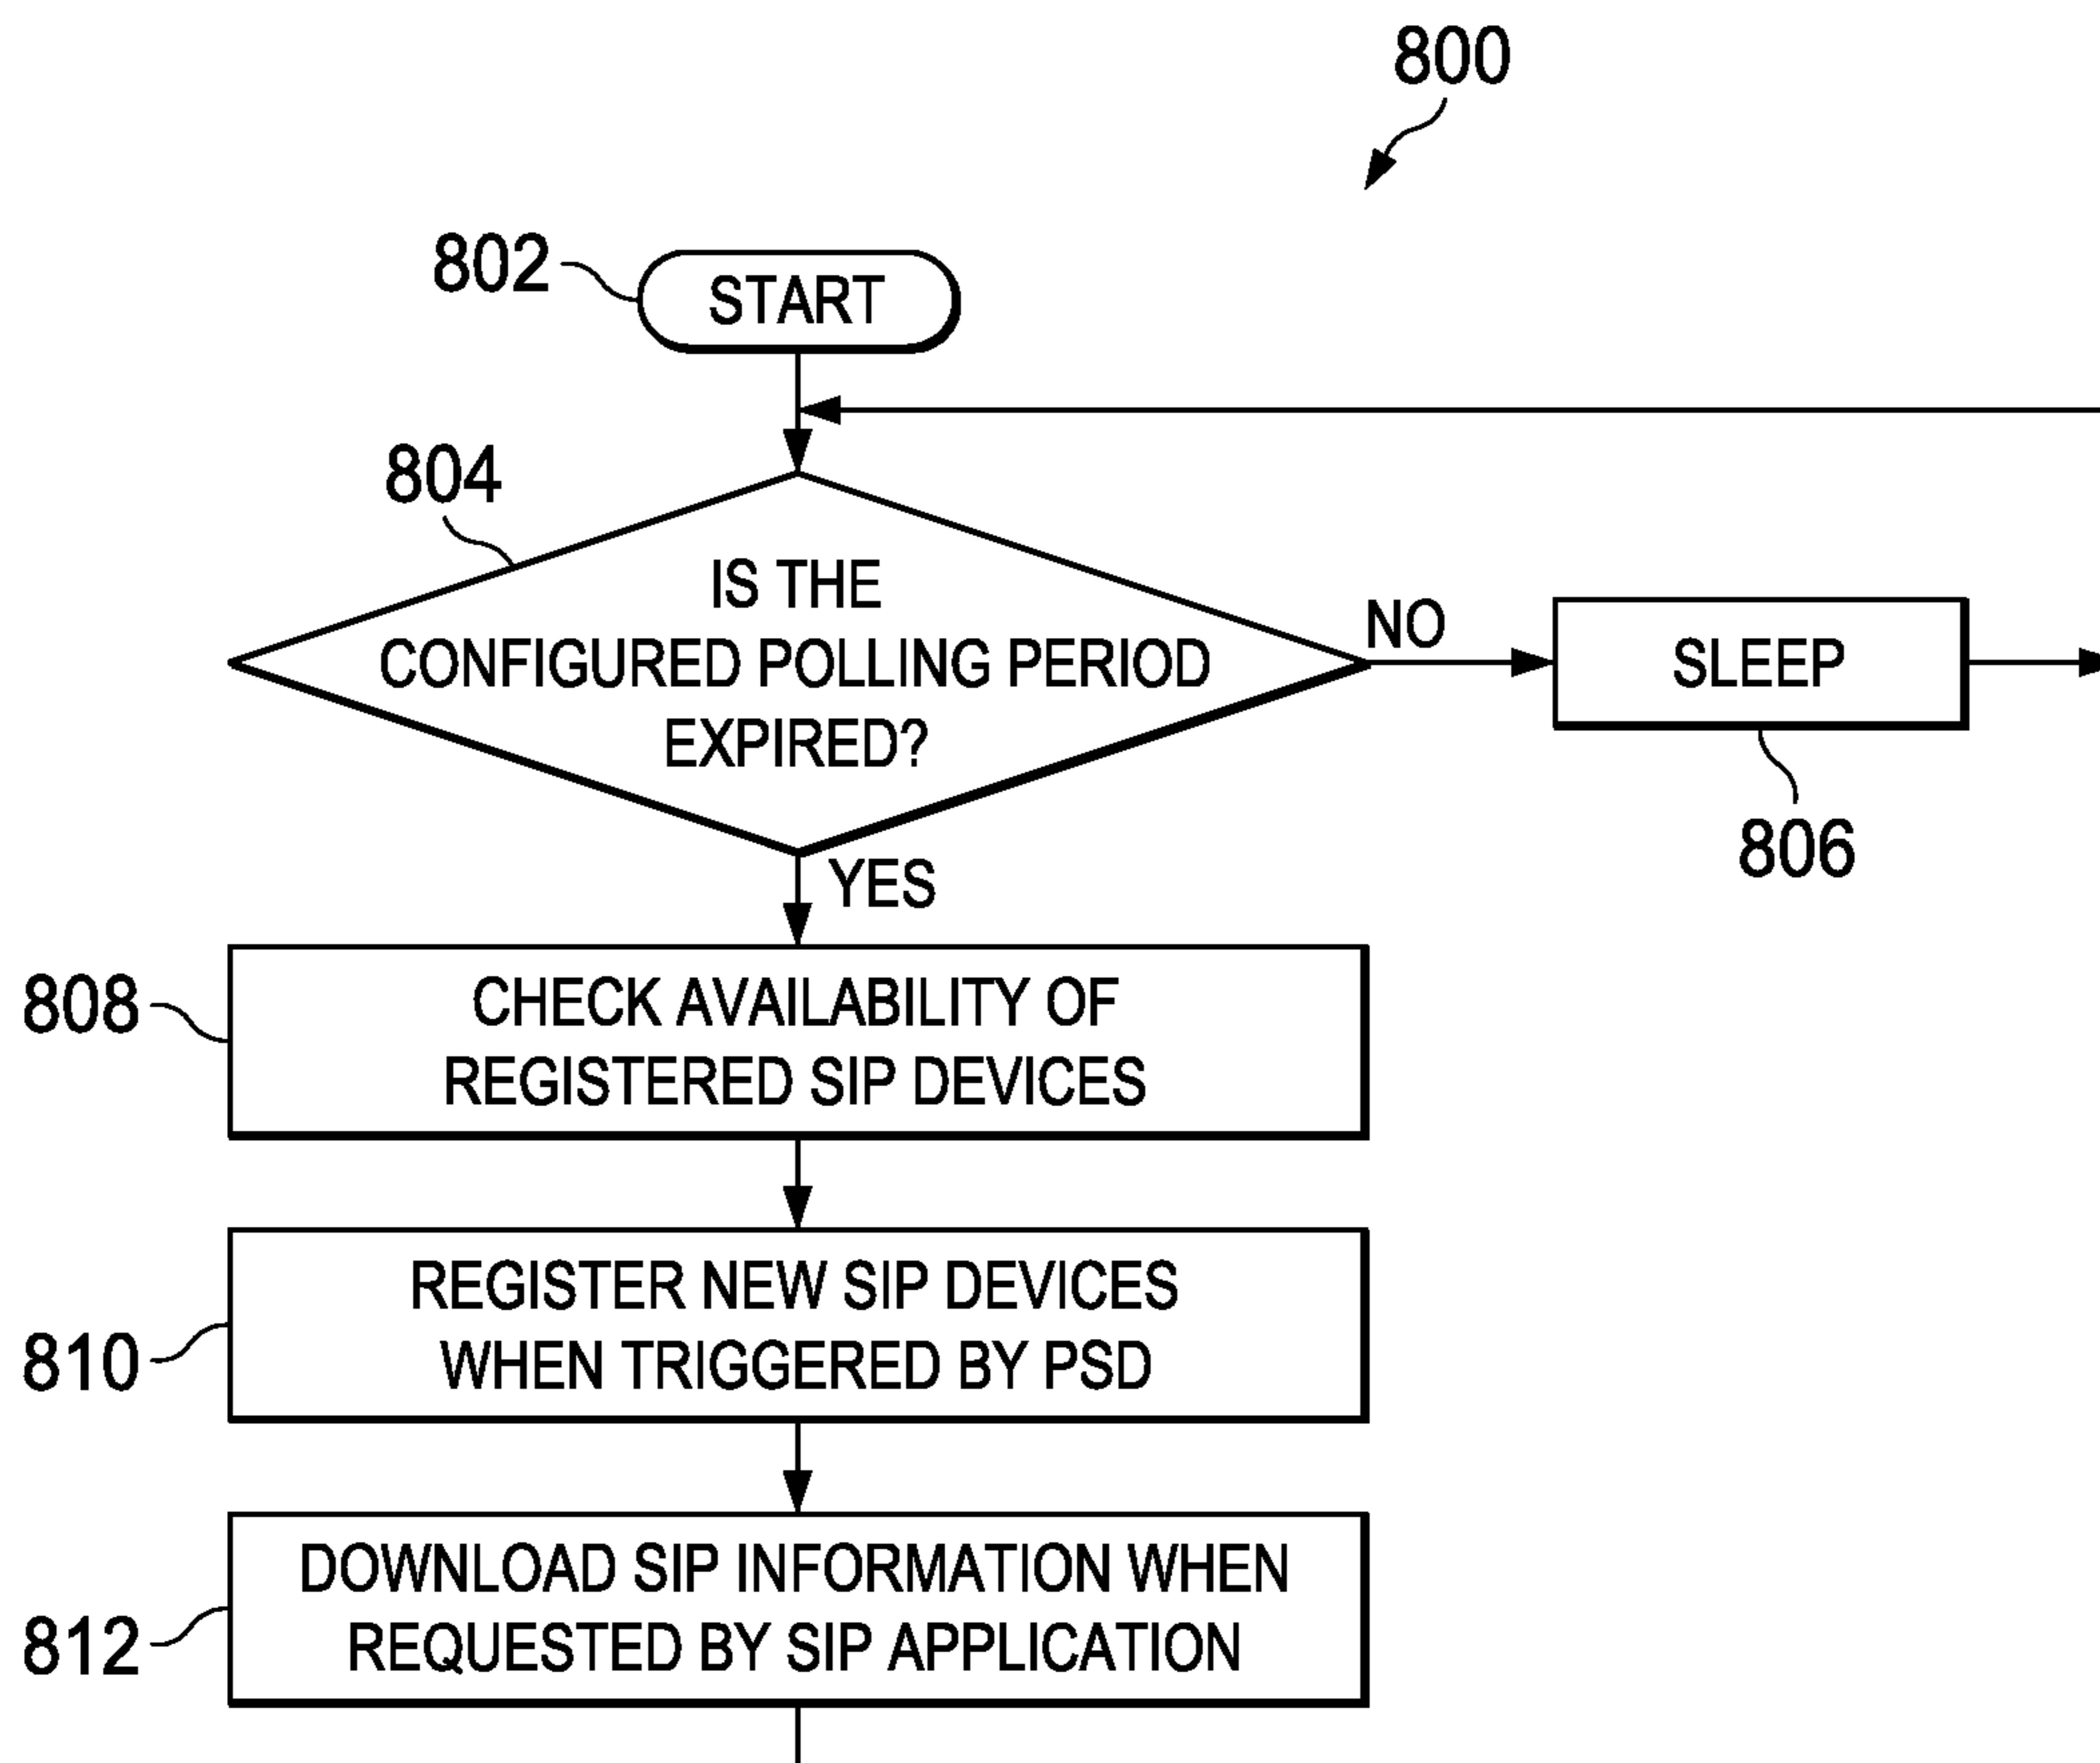 800
802
START
804
IS THE
CONFIGURED POLLING PERIOD
EXPIRED?
NO
SLEEP
806
YES
808
CHECK AVAILABILITY OF
REGISTERED SIP DEVICES
810
REGISTER NEW SIP DEVICES
WHEN TRIGGERED BY PSD
812
DOWNLOAD SIP INFORMATION WHEN
REQUESTED BY SIP APPLICATION